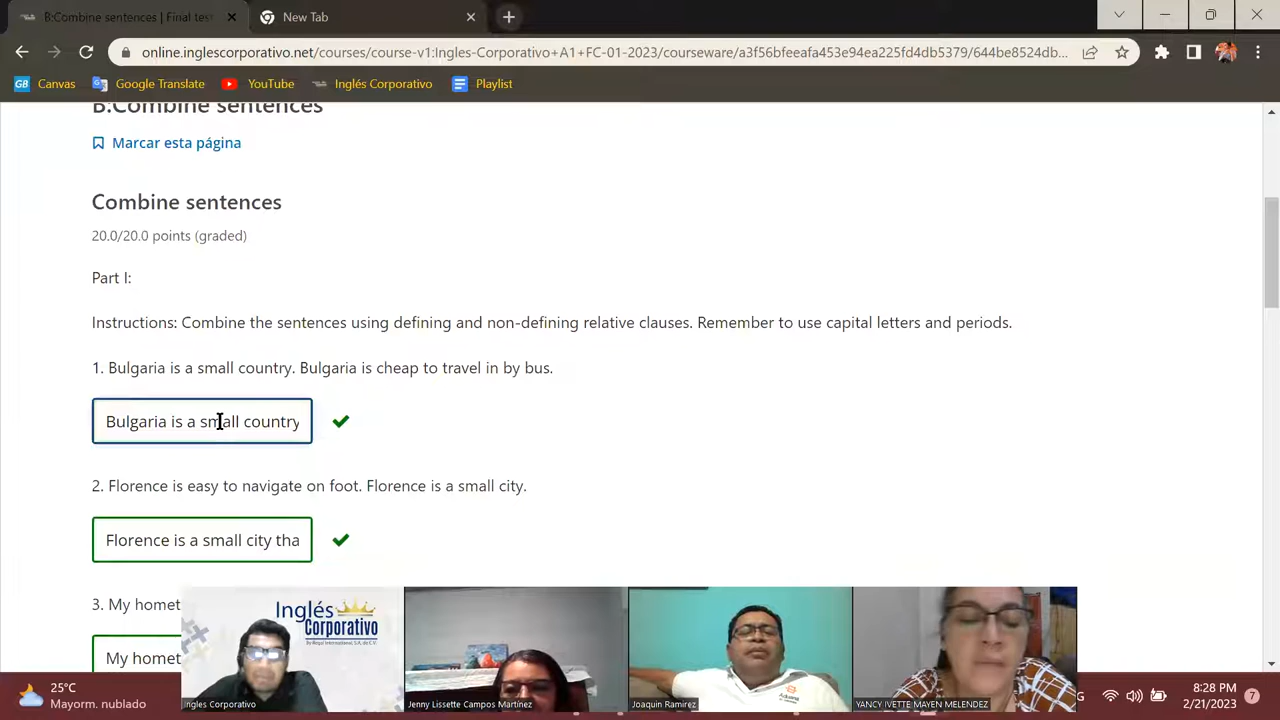 B:Combine sentences | Final tes
New Tab
online.inglescorporativo.net/courses/course-v1:Ingles-Corporativo+A1+FC-01-2023/courseware/a3f56bfeeafa453e94ea225fd4db5379/644be8524db...
GB Canvas Google Translate YouTube Inglés Corporativo Playlist
B:Combine sentences
Marcar esta página
Combine sentences
20.0/20.0 points (graded)
Part I:
Instructions: Combine the sentences using defining and non-defining relative clauses. Remember to use capital letters and periods.
1. Bulgaria is a small country. Bulgaria is cheap to travel in by bus.
Bulgaria is a small country
2. Florence is easy to navigate on foot. Florence is a small city.
Florence is a small city tha
3. My homet
My homet
Inglés
Corporativo
Ingles Corporativo
Jenny Lissette Campos Martínez
Joaquin Ramirez
YANCY IVETTE MAYEN MELENDEZ
25°C
Mayorm. nublado
G
8:28 PM
2/21/2023
7